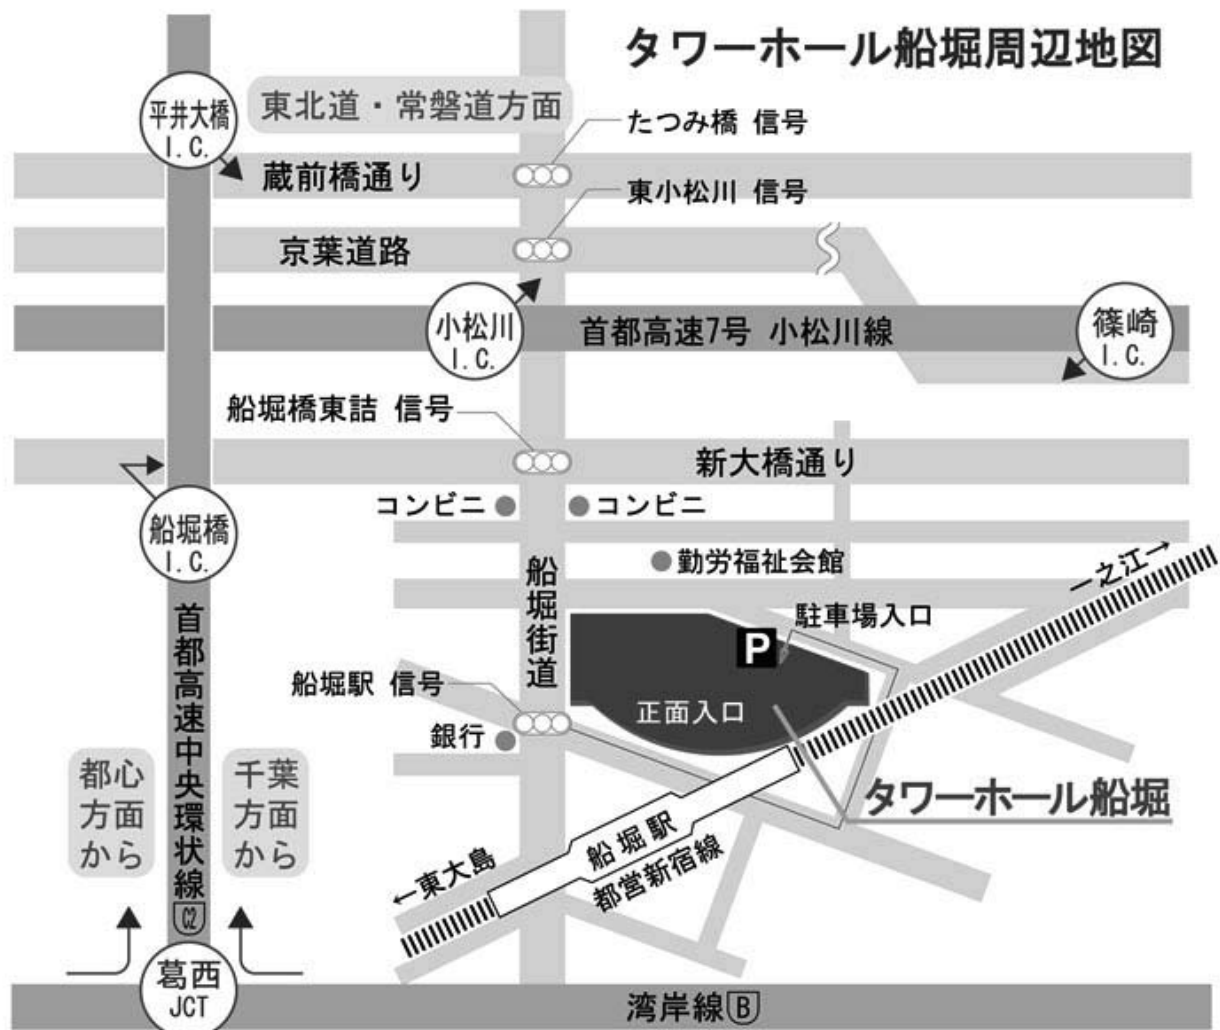 タワーホール船堀周辺地図
平井大橋
I.C.
東北道・常磐道方面
たつみ橋 信号
蔵前橋通り
東小松川 信号
京葉道路
小松川
I.C.
首都高速7号 小松川線
篠崎
I.C.
船堀橋東詰 信号
新大橋通り
コンビニ
コンビニ
船堀橋
I.C.
勤労福祉会館
船堀街道
一之江→
P
駐車場入口
首都高速中央環状線
C2
船堀駅 信号
正面入口
銀行
都心
方面
から
千葉
方面
から
タワーホール船堀
船堀駅
都営新宿線
←東大島
葛西
JCT
湾岸線 B